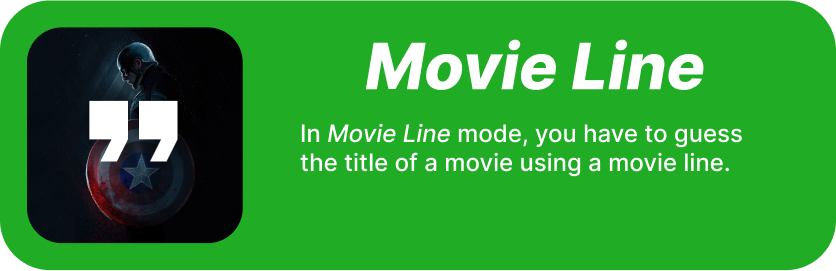 Movie Line
In Movie Line mode, you have to guess
the title of a movie using a movie line.